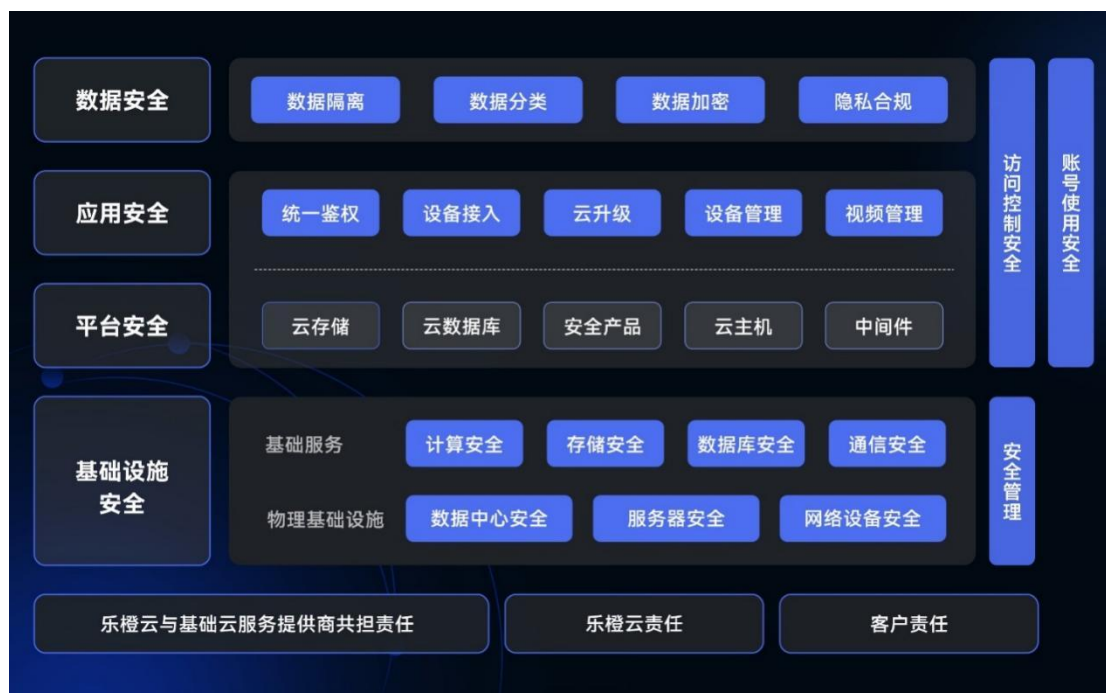 数据安全
数据隔离
数据分类
数据加密
隐私合规
应用安全
统一鉴权
设备接入
云升级
设备管理
视频管理
平台安全
云存储
云数据库
安全产品
云主机
中间件
访问控制安全
账号使用安全
基础设施
安全
基础服务
计算安全
存储安全
数据库安全
通信安全
物理基础设施
数据中心安全
服务器安全
网络设备安全
安全管理
乐橙云与基础云服务提供商共担责任
乐橙云责任
客户责任